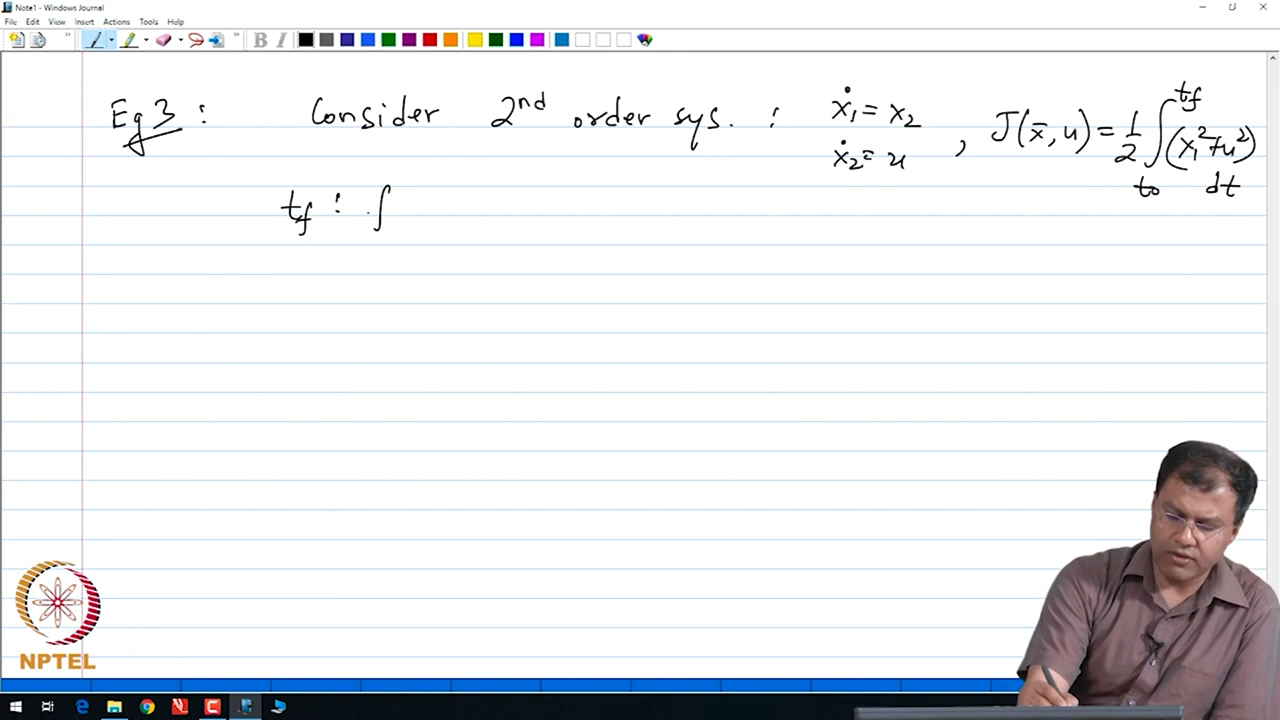 Note1 - Windows Journal
File Edit View Insert Actions Tools Help
B I
Eg 3 : Consider 2nd order sys. : ẋ1 = x2 , J(x̄, u) = 1/2 ∫t0^tf (x1² + u²) dt
ẋ2 = u
tf : ∫
NPTEL